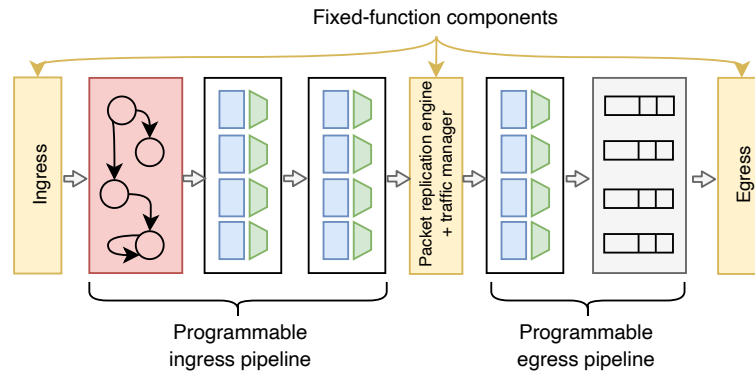 Fixed-function components
Ingress
Packet replication engine
+ traffic manager
Egress
Programmable
ingress pipeline
Programmable
egress pipeline